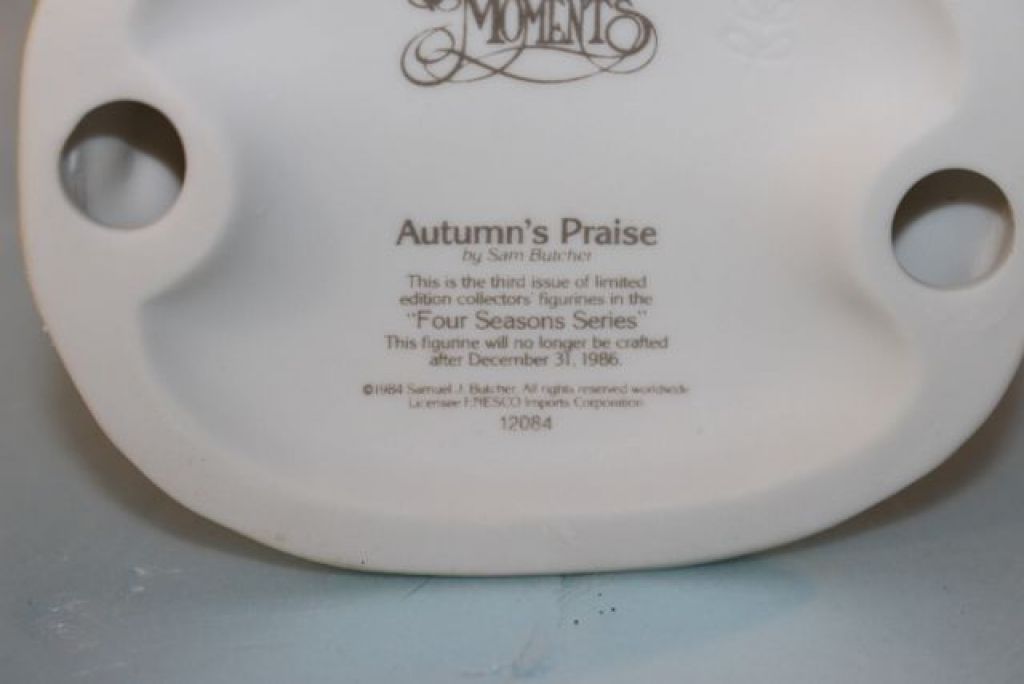 MOMENTS
Autumn's Praise
by Sam Butcher
This is the third issue of limited
edition collectors' figurines in the
"Four Seasons Series"
This figurine will no longer be crafted
after December 31, 1986.
©1984 Samuel J. Butcher. All rights reserved worldwide
Licensee ENESCO Imports Corporation
12084